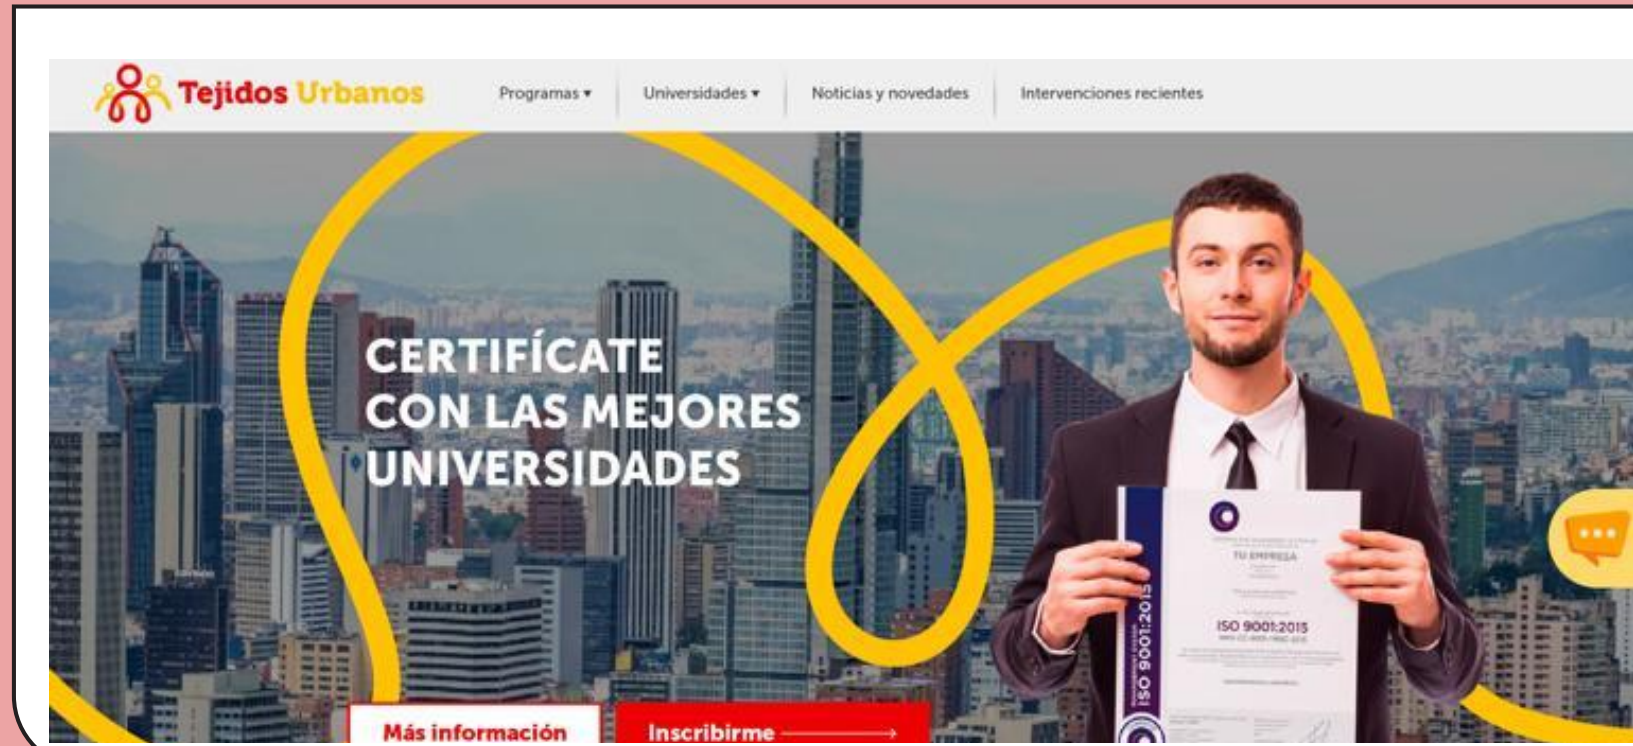 Tejidos Urbanos
Programas ▾
Universidades ▾
Noticias y novedades
Intervenciones recientes
CERTIFÍCATE
CON LAS MEJORES
UNIVERSIDADES
TU EMPRESA
ISO 9001:2015
ISO 9001:2015
Más información
Inscribirme